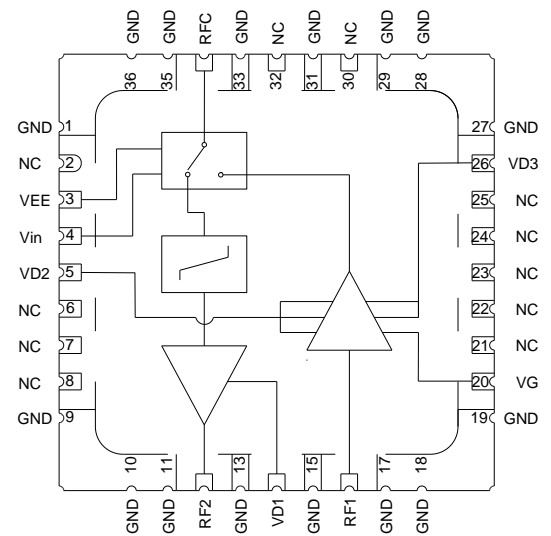 GND GND RFC GND NC GND NC GND GND
36 35 33 32 31 30 29 28
GND 1 27 GND
NC 2 26 VD3
VEE 3 25 NC
Vin 4 24 NC
VD2 5 23 NC
NC 6 22 NC
NC 7 21 NC
NC 8 20 VG
GND 9 19 GND
10 11 13 15 17 18
GND GND RF2 GND VD1 GND RF1 GND GND